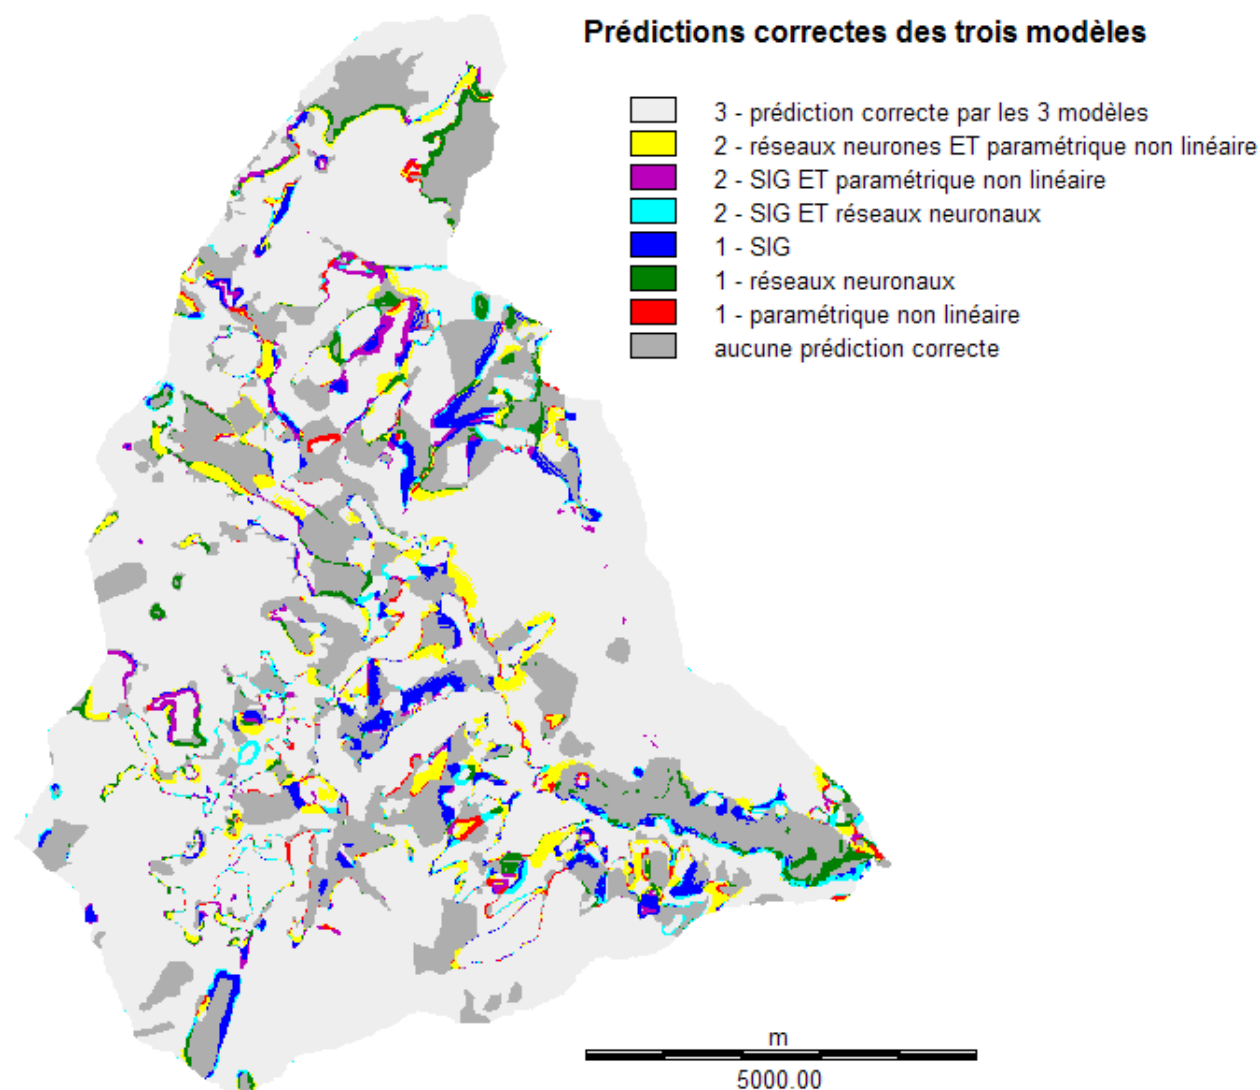 Prédictions correctes des trois modèles
3 - prédiction correcte par les 3 modèles
2 - réseaux neurones ET paramétrique non linéaire
2 - SIG ET paramétrique non linéaire
2 - SIG ET réseaux neuronaux
1 - SIG
1 - réseaux neuronaux
1 - paramétrique non linéaire
aucune prédiction correcte
m
5000.00